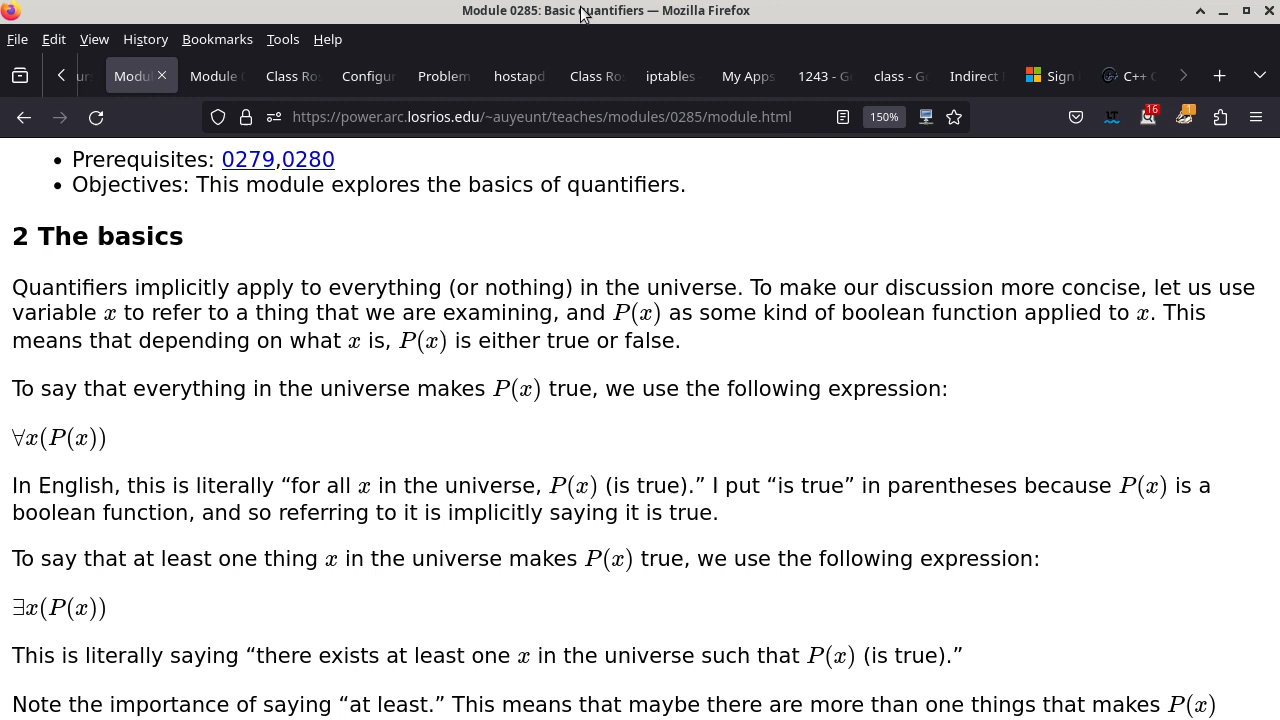 Module 0285: Basic Quantifiers — Mozilla Firefox
File Edit View History Bookmarks Tools Help
Modul Module Class Ro Configur Problem hostapd Class Ro iptables My Apps 1243 - G class - G Indirect Sign C++
https://power.arc.losrios.edu/~auyeunt/teaches/modules/0285/module.html 150% LT 16 1
• Prerequisites: 0279,0280
• Objectives: This module explores the basics of quantifiers.
2 The basics
Quantifiers implicitly apply to everything (or nothing) in the universe. To make our discussion more concise, let us use
variable x to refer to a thing that we are examining, and P(x) as some kind of boolean function applied to x. This
means that depending on what x is, P(x) is either true or false.
To say that everything in the universe makes P(x) true, we use the following expression:
∀x(P(x))
In English, this is literally “for all x in the universe, P(x) (is true).” I put “is true” in parentheses because P(x) is a
boolean function, and so referring to it is implicitly saying it is true.
To say that at least one thing x in the universe makes P(x) true, we use the following expression:
∃x(P(x))
This is literally saying “there exists at least one x in the universe such that P(x) (is true).”
Note the importance of saying “at least.” This means that maybe there are more than one things that makes P(x)